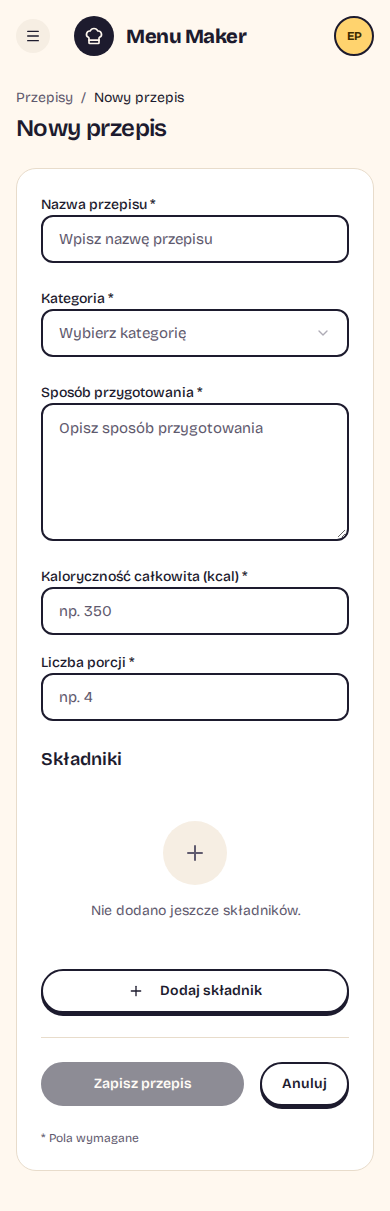 Menu Maker
EP
Przepisy / Nowy przepis
Nowy przepis
Nazwa przepisu *
Wpisz nazwę przepisu
Kategoria *
Wybierz kategorię
Sposób przygotowania *
Opisz sposób przygotowania
Kaloryczność całkowita (kcal) *
np. 350
Liczba porcji *
np. 4
Składniki
Nie dodano jeszcze składników.
Dodaj składnik
Zapisz przepis
Anuluj
* Pola wymagane